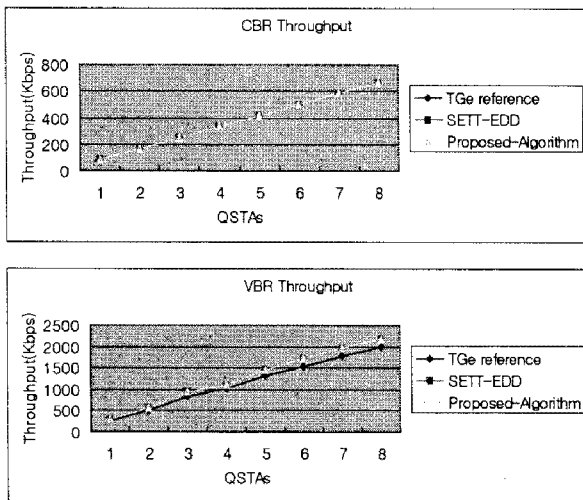 CBR Throughput
Throughput(Kbps)
800
600
400
200
0
1 2 3 4 5 6 7 8
QSTAs
TGe reference
SETT-EDD
Proposed-Algorithm
VBR Throughput
Throughput(Kbps)
2500
2000
1500
1000
500
0
1 2 3 4 5 6 7 8
QSTAs
TGe reference
SETT-EDD
Proposed-Algorithm